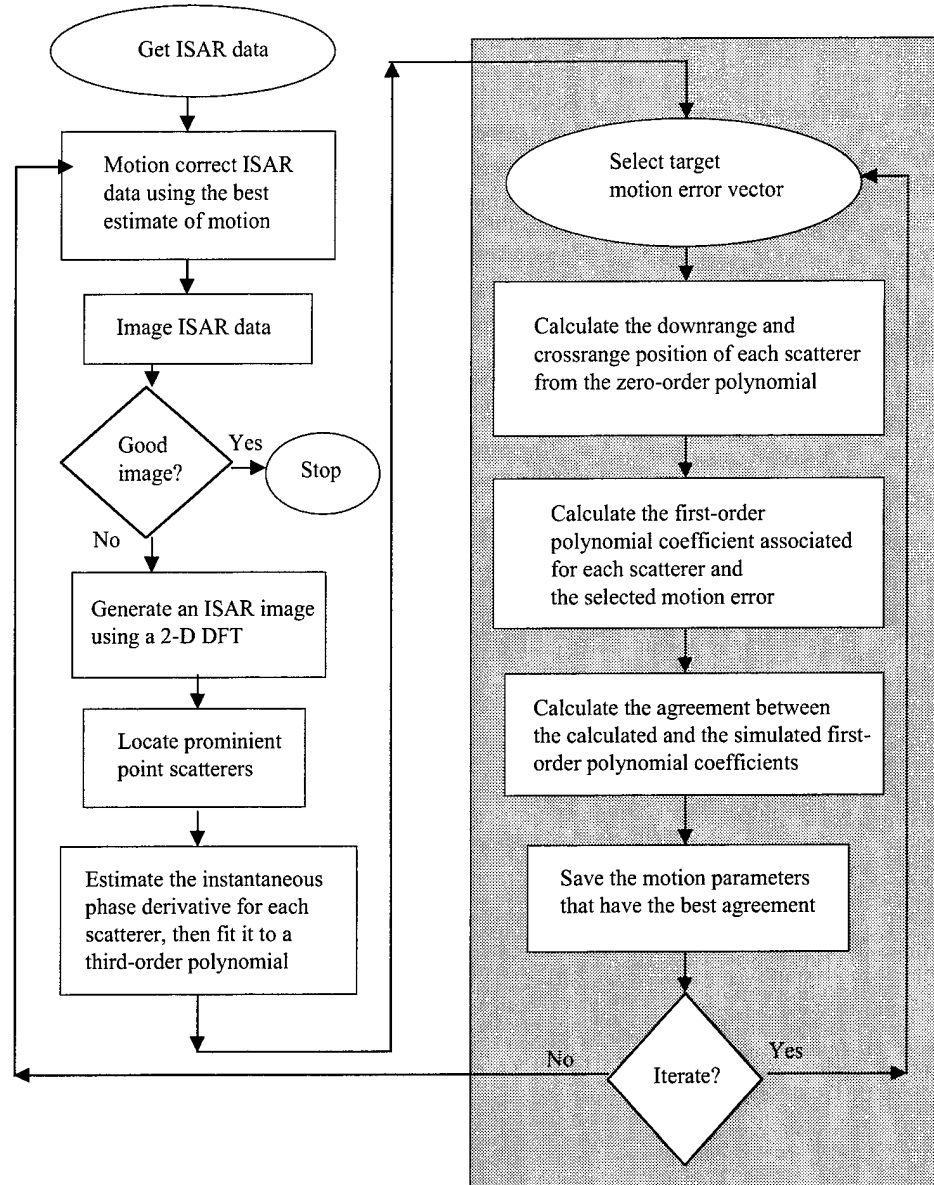 Get ISAR data
Motion correct ISAR
data using the best
estimate of motion
Image ISAR data
Good
image?
Yes
Stop
No
Generate an ISAR image
using a 2-D DFT
Locate prominient
point scatterers
Estimate the instantaneous
phase derivative for each
scatterer, then fit it to a
third-order polynomial
Select target
motion error vector
Calculate the downrange and
crossrange position of each scatterer
from the zero-order polynomial
Calculate the first-order
polynomial coefficient associated
for each scatterer and
the selected motion error
Calculate the agreement between
the calculated and the simulated first-
order polynomial coefficients
Save the motion parameters
that have the best agreement
Iterate?
No
Yes